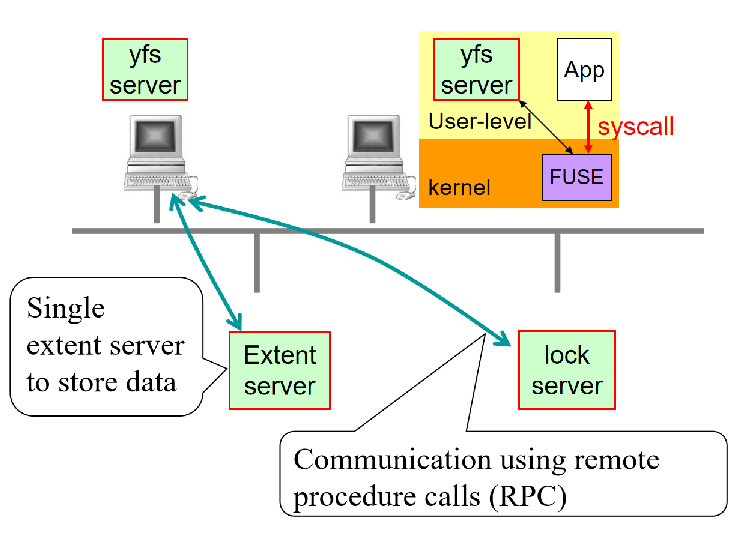 yfs
server
yfs
server
App
User-level
syscall
kernel
FUSE
Single
extent server
to store data
Extent
server
lock
server
Communication using remote
procedure calls (RPC)